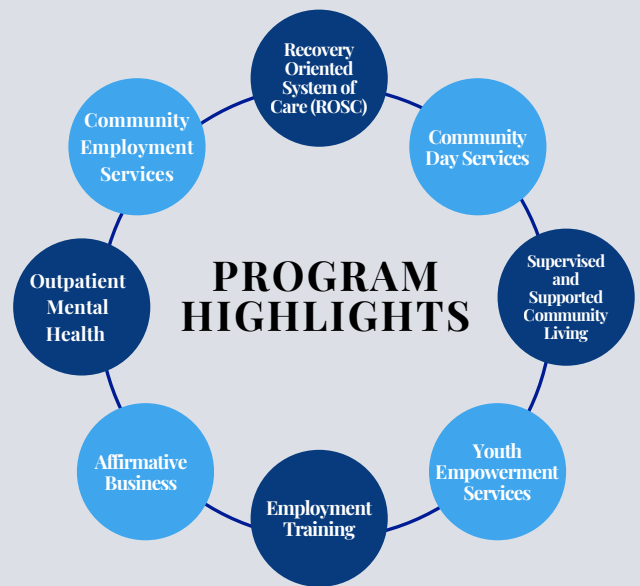 Recovery
Oriented
System of
Care (ROSC)
Community
Day Services
Supervised
and
Supported
Community
Living
Youth
Empowerment
Services
Employment
Training
Affirmative
Business
Outpatient
Mental
Health
Community
Employment
Services
PROGRAM
HIGHLIGHTS